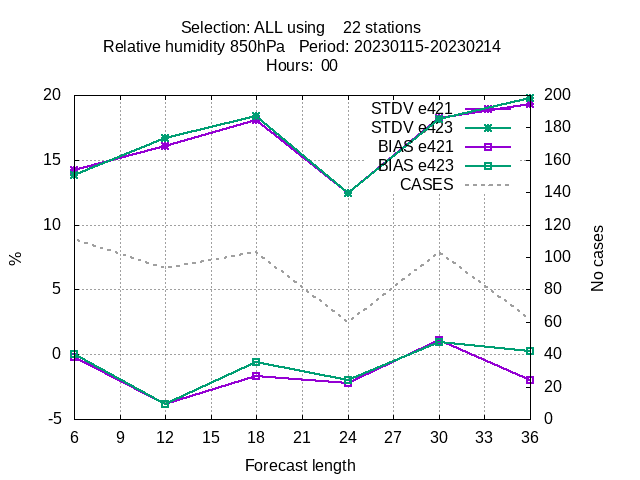 Selection: ALL using    22 stations
Relative humidity 850hPa   Period: 20230115-20230214
Hours:  00
STDV e421
STDV e423
BIAS e421
BIAS e423
CASES
20
15
10
5
0
-5
%
200
180
160
140
120
100
80
60
40
20
0
No cases
6 9 12 15 18 21 24 27 30 33 36
Forecast length